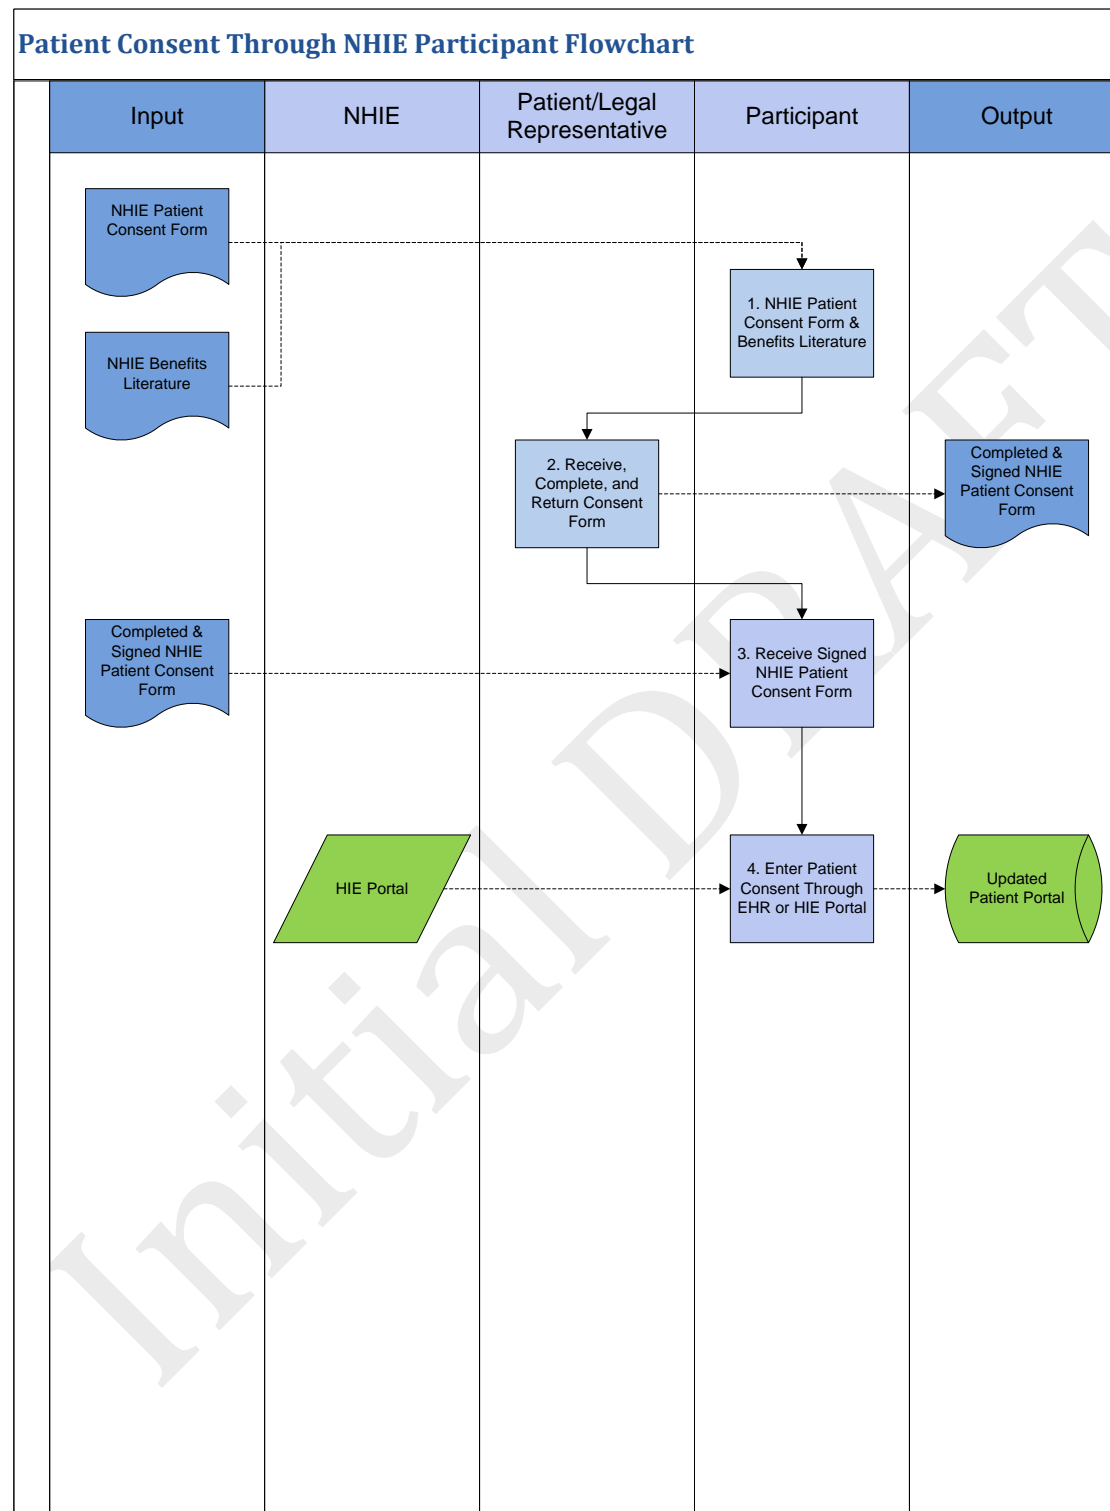 Patient Consent Through NHIE Participant Flowchart
Input
NHIE
Patient/Legal
Representative
Participant
Output
NHIE Patient
Consent Form
1. NHIE Patient
Consent Form &
Benefits Literature
NHIE Benefits
Literature
2. Receive,
Complete, and
Return Consent
Form
Completed &
Signed NHIE
Patient Consent
Form
Completed &
Signed NHIE
Patient Consent
Form
3. Receive Signed
NHIE Patient
Consent Form
HIE Portal
4. Enter Patient
Consent Through
EHR or HIE Portal
Updated
Patient Portal
Initial DRAFT